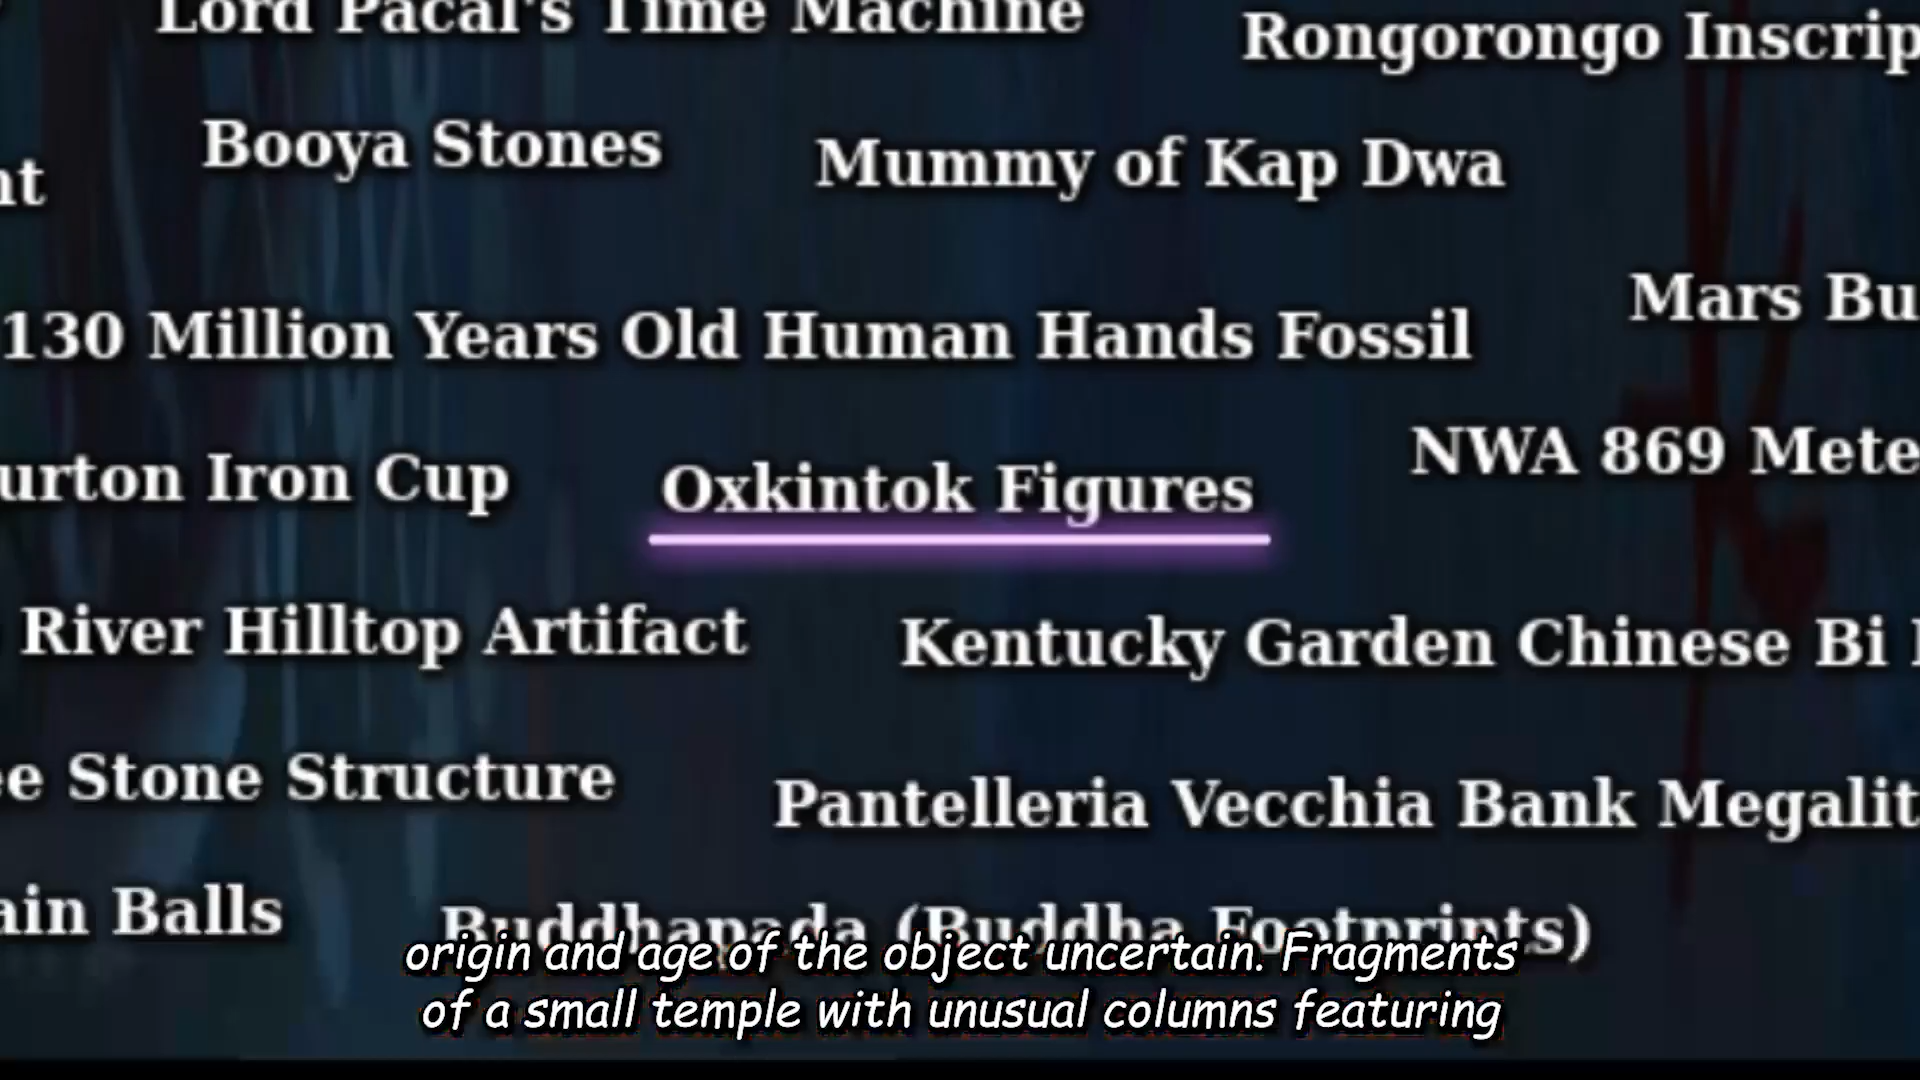 Lord Pacal's Time Machine
Rongorongo Inscrip
Booya Stones
Mummy of Kap Dwa
nt
Mars Bu
130 Million Years Old Human Hands Fossil
NWA 869 Mete
urton Iron Cup
Oxkintok Figures
River Hilltop Artifact
Kentucky Garden Chinese Bi
ee Stone Structure
Pantelleria Vecchia Bank Megalit
ain Balls
Buddhapada (Buddha Footprints)
origin and age of the object uncertain. Fragments
of a small temple with unusual columns featuring